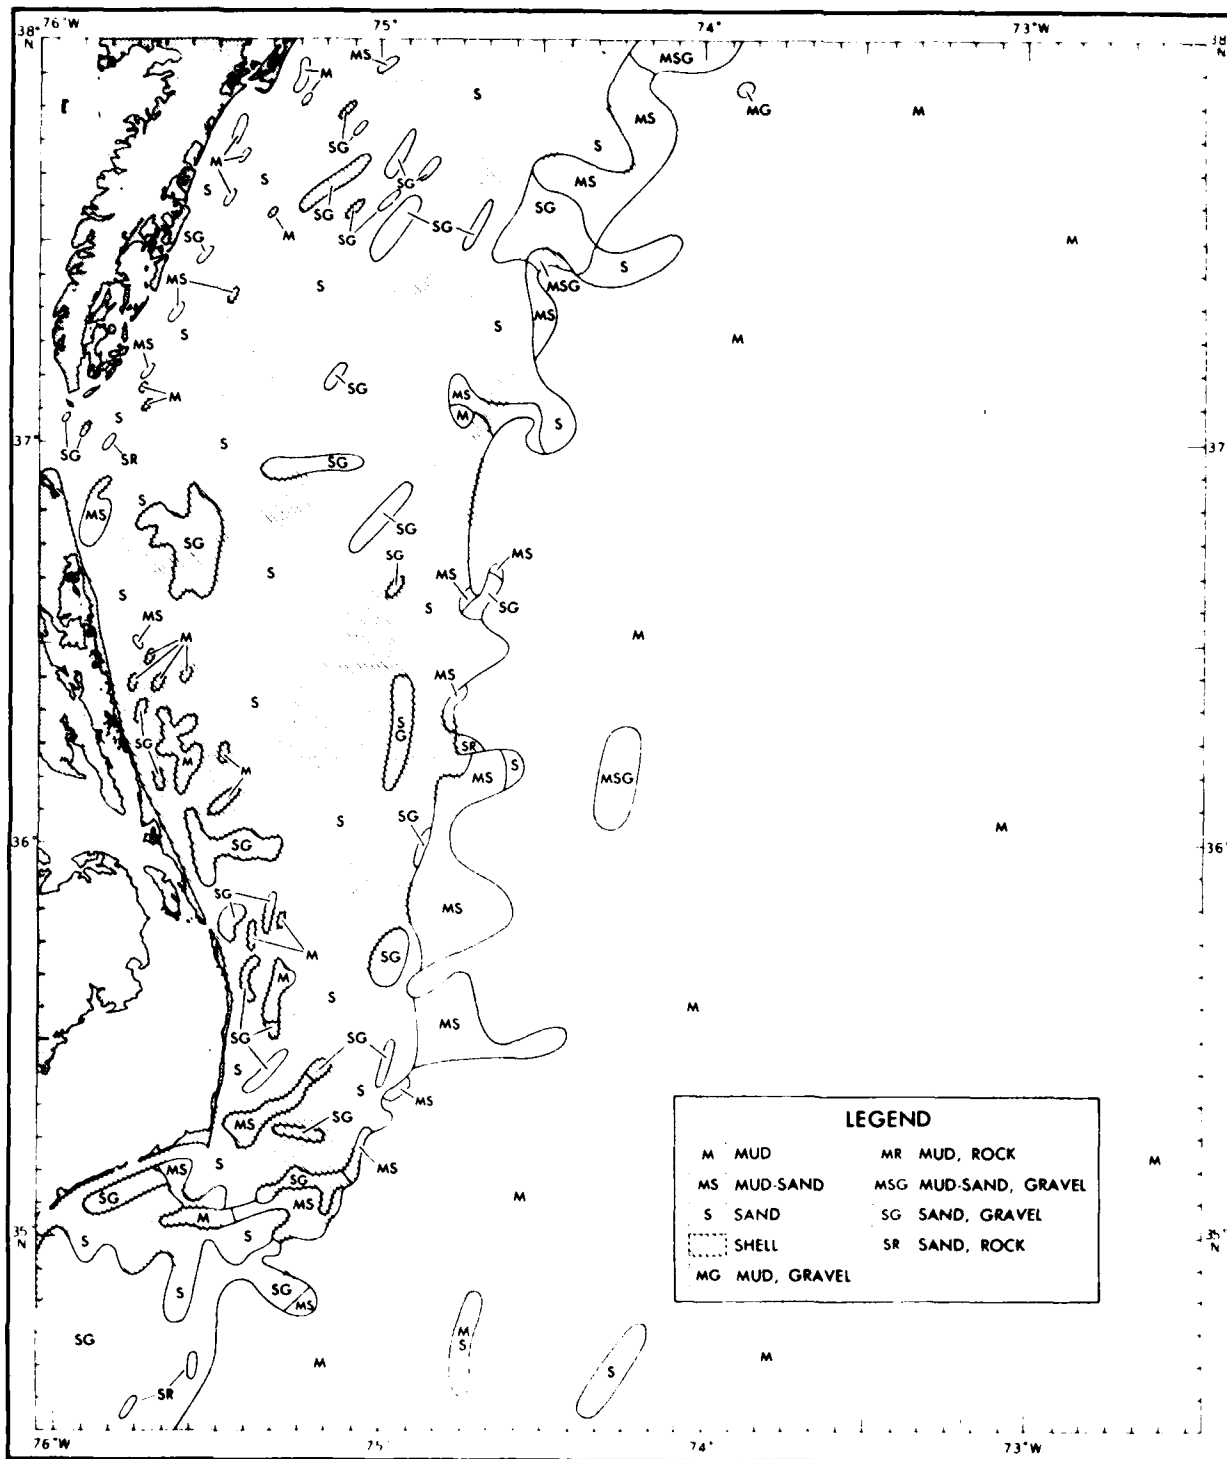 76°W 75° 74° 73°W
38° N
38° N
MS
M
MSG
S
MG
M
MS
SG
S
M
S
S
SG
MS
SG
SG
SG
SG
SG
M
M
SG
S
MS
S
MSG
S
MS
S
MS
M
SG
MS
M
M
S
S
S
37°
37°
SG
SR
SG
S
MS
SG
SG
SG
MS
S
MS
S
MS
S
SG
M
M
MS
S
S G
SG
M
M
SR
MS
S
MSG
SG
S
M
36°
36°
SG
SG
MS
M
SG
M
S
M
MS
SG
SG
S
S
MS
MS
SG
LEGEND
M MUD
MR MUD, ROCK
MS MUD-SAND
MSG MUD-SAND, GRAVEL
S SAND
SG SAND, GRAVEL
SHELL
SR SAND, ROCK
MG MUD, GRAVEL
MS
S
MS
SG
SG
MS
M
M
M
35° N
35° N
S
S
S
SG
MS
SG
M S
M
M
S
SR
76°W 75° 74° 73°W